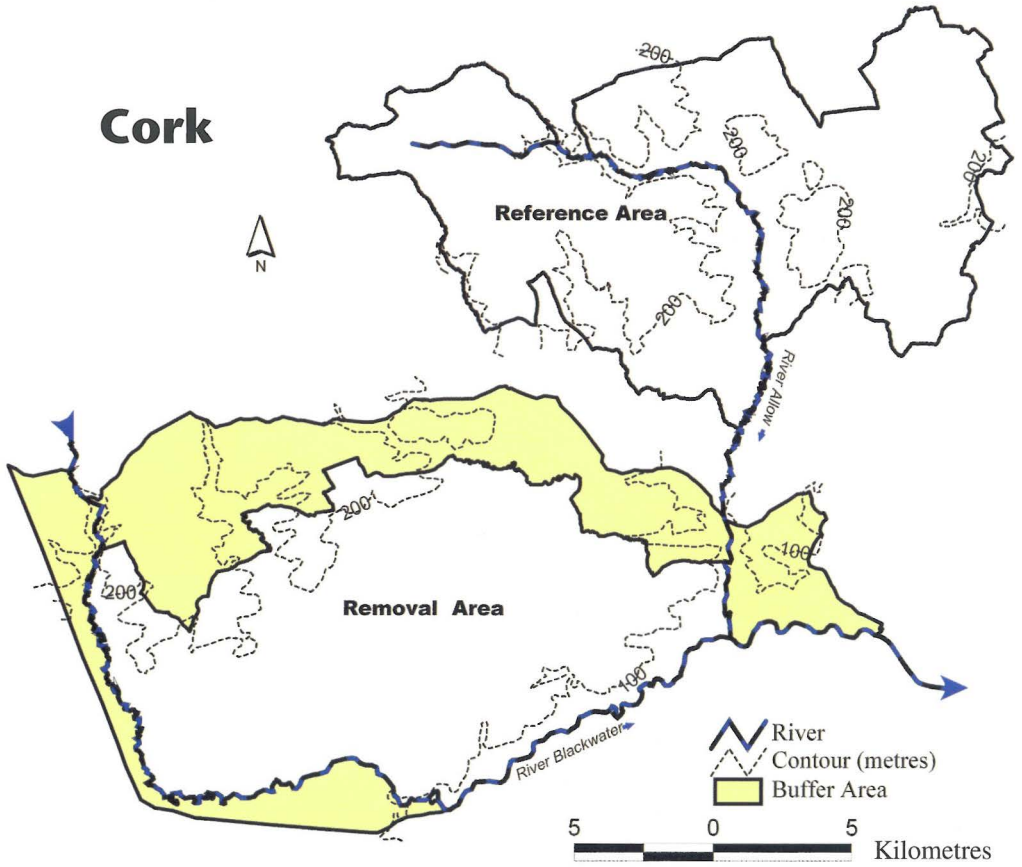 Cork
200
200
200
200
Reference Area
N
200
River Allow
200
100
200
Removal Area
100
River Blackwater
River
Contour (metres)
Buffer Area
5 0 5
Kilometres